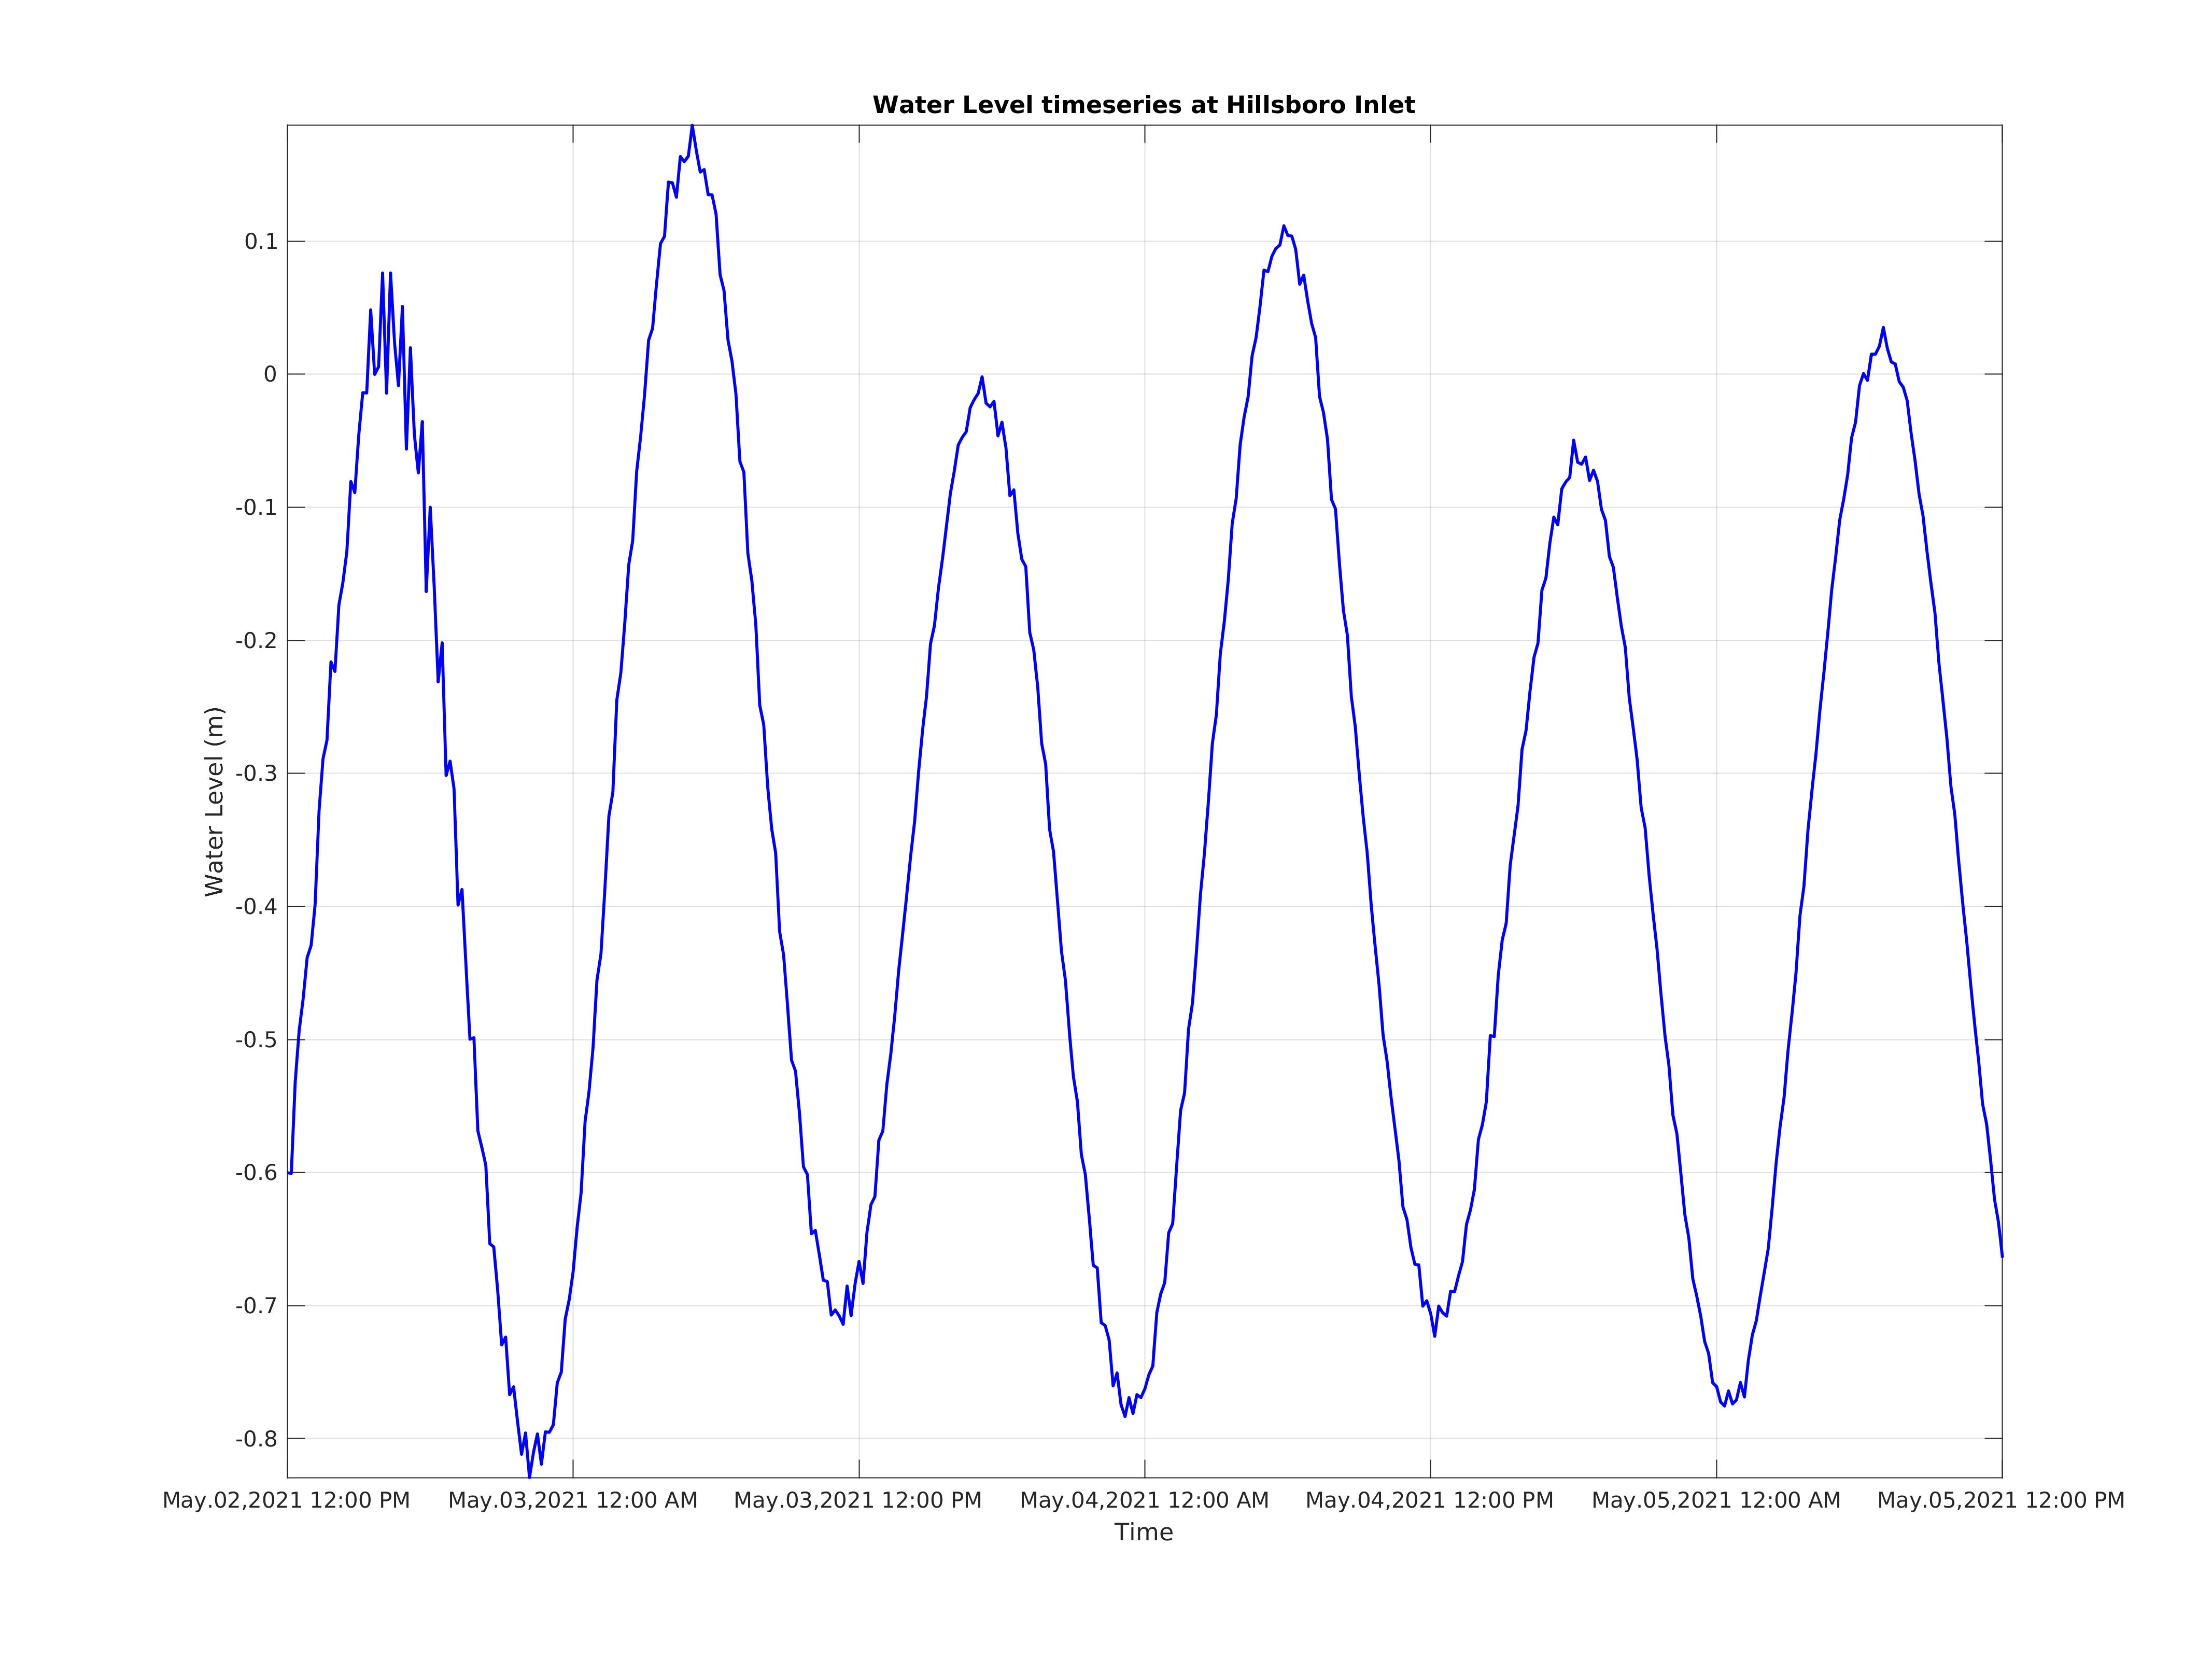 Water Level timeseries at Hillsboro Inlet
0.1
0
-0.1
-0.2
-0.3
-0.4
-0.5
-0.6
-0.7
-0.8
Water Level (m)
May.02,2021 12:00 PM
May.03,2021 12:00 AM
May.03,2021 12:00 PM
May.04,2021 12:00 AM
May.04,2021 12:00 PM
May.05,2021 12:00 AM
May.05,2021 12:00 PM
Time